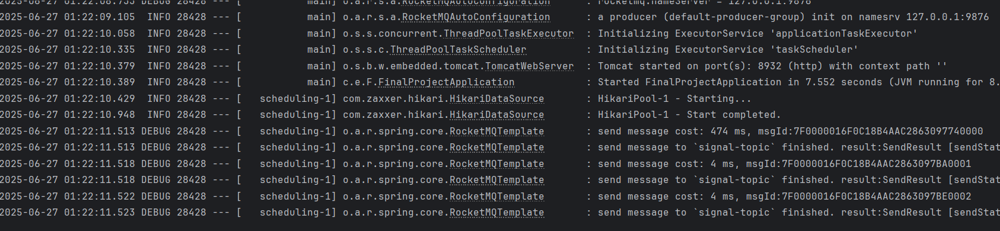 2025-06-27 01:22:08.753 DEBUG 28428 --- [           main] o.a.r.s.a.RocketMQAutoConfiguration      : rocketmq.nameServer = 127.0.0.1:9876
2025-06-27 01:22:09.105  INFO 28428 --- [           main] o.a.r.s.a.RocketMQAutoConfiguration      : a producer (default-producer-group) init on namesrv 127.0.0.1:9876
2025-06-27 01:22:10.058  INFO 28428 --- [           main] o.s.s.concurrent.ThreadPoolTaskExecutor  : Initializing ExecutorService 'applicationTaskExecutor'
2025-06-27 01:22:10.335  INFO 28428 --- [           main] o.s.s.c.ThreadPoolTaskScheduler          : Initializing ExecutorService 'taskScheduler'
2025-06-27 01:22:10.379  INFO 28428 --- [           main] o.s.b.w.embedded.tomcat.TomcatWebServer  : Tomcat started on port(s): 8932 (http) with context path ''
2025-06-27 01:22:10.389  INFO 28428 --- [           main] c.e.F.FinalProjectApplication            : Started FinalProjectApplication in 7.552 seconds (JVM running for 8.
2025-06-27 01:22:10.429  INFO 28428 --- [   scheduling-1] com.zaxxer.hikari.HikariDataSource       : HikariPool-1 - Starting...
2025-06-27 01:22:10.948  INFO 28428 --- [   scheduling-1] com.zaxxer.hikari.HikariDataSource       : HikariPool-1 - Start completed.
2025-06-27 01:22:11.513 DEBUG 28428 --- [   scheduling-1] o.a.r.spring.core.RocketMQTemplate       : send message cost: 474 ms, msgId:7F0000016F0C18B4AAC2863097740000
2025-06-27 01:22:11.513 DEBUG 28428 --- [   scheduling-1] o.a.r.spring.core.RocketMQTemplate       : send message to `signal-topic` finished. result:SendResult [sendStat
2025-06-27 01:22:11.518 DEBUG 28428 --- [   scheduling-1] o.a.r.spring.core.RocketMQTemplate       : send message cost: 4 ms, msgId:7F0000016F0C18B4AAC2863097BA0001
2025-06-27 01:22:11.518 DEBUG 28428 --- [   scheduling-1] o.a.r.spring.core.RocketMQTemplate       : send message to `signal-topic` finished. result:SendResult [sendStat
2025-06-27 01:22:11.522 DEBUG 28428 --- [   scheduling-1] o.a.r.spring.core.RocketMQTemplate       : send message cost: 4 ms, msgId:7F0000016F0C18B4AAC2863097BE0002
2025-06-27 01:22:11.523 DEBUG 28428 --- [   scheduling-1] o.a.r.spring.core.RocketMQTemplate       : send message to `signal-topic` finished. result:SendResult [sendStat